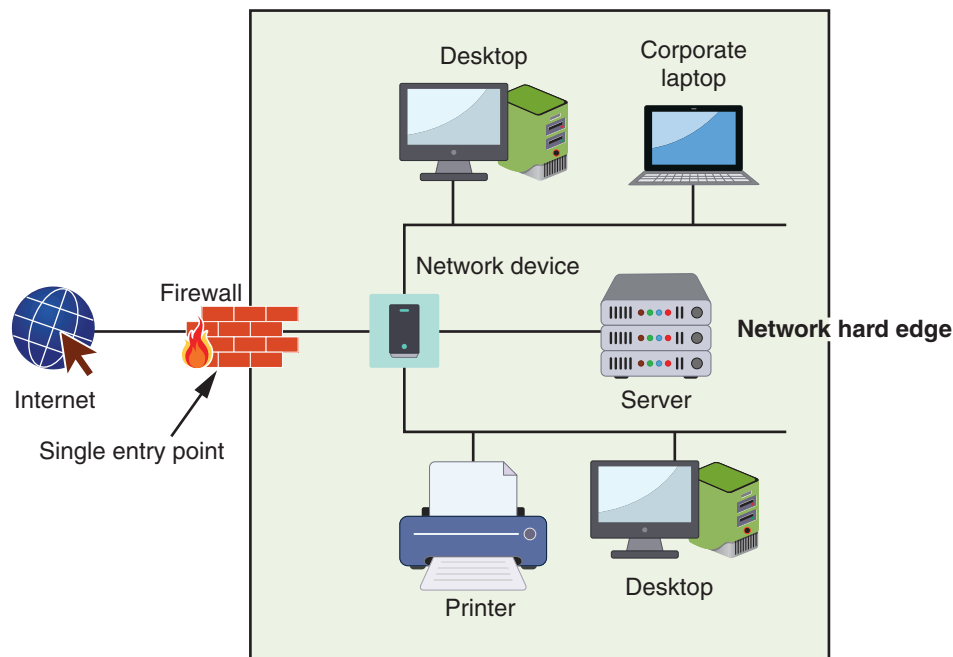 Desktop
Corporate
laptop
Network device
Firewall
Network hard edge
Internet
Server
Single entry point
Printer
Desktop